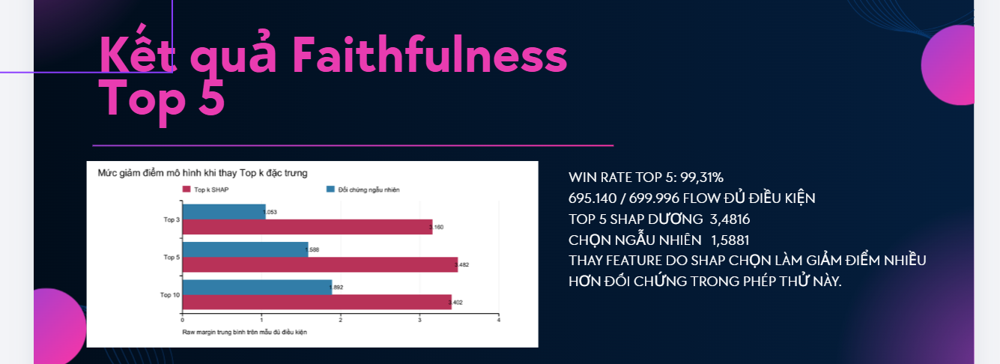 Kết quả Faithfulness
Top 5
Mức giảm điểm mô hình khi thay Top k đặc trưng
Top k SHAP
Đối chứng ngẫu nhiên
Top 3
1.053
3.160
Top 5
1.588
3.482
Top 10
1.892
3.402
0 1 2 3 4
Raw margin trung bình trên mẫu đủ điều kiện
WIN RATE TOP 5: 99,31%
695.140 / 699.996 FLOW ĐỦ ĐIỀU KIỆN
TOP 5 SHAP DƯƠNG 3,4816
CHỌN NGẪU NHIÊN 1,5881
THAY FEATURE DO SHAP CHỌN LÀM GIẢM ĐIỂM NHIỀU
HƠN ĐỐI CHỨNG TRONG PHÉP THỬ NÀY.